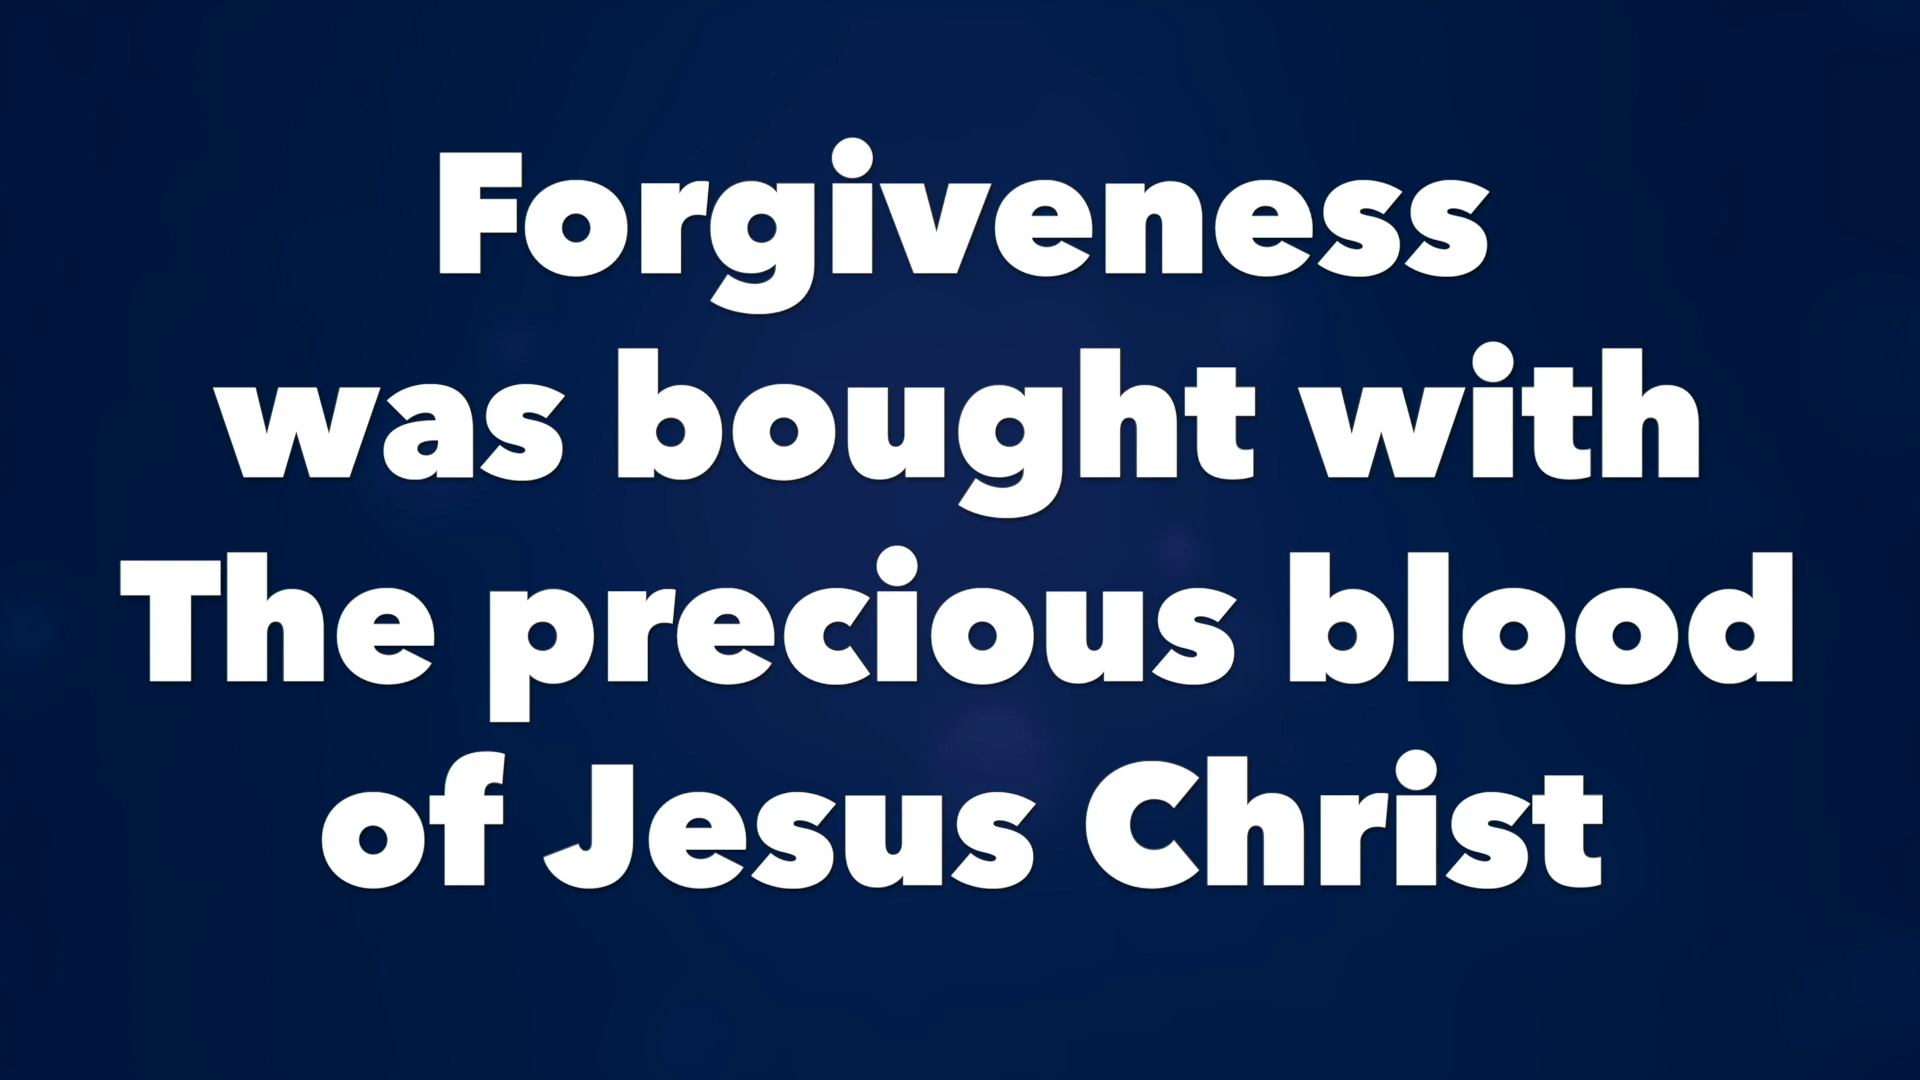 Forgiveness
was bought with
The precious blood
of Jesus Christ